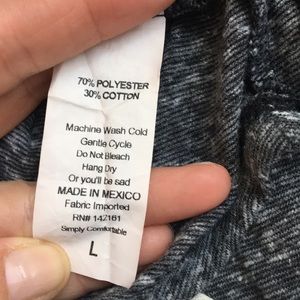 70% POLYESTER
30% COTTON
Machine Wash Cold
Gentle Cycle
Do Not Bleach
Hang Dry
Or you'll be sad
MADE IN MEXICO
Fabric Imported
RN# 142161
Simply Comfortable
L